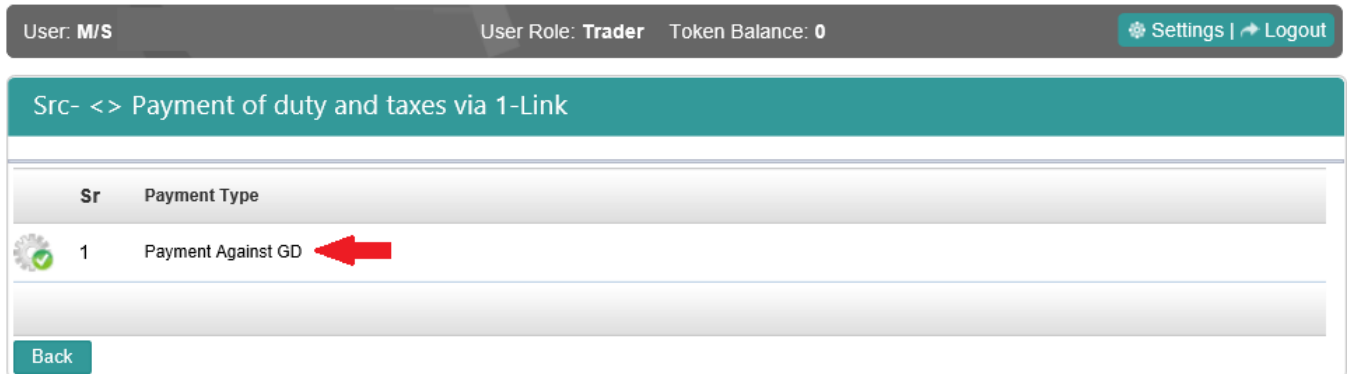 User: M/S User Role: Trader Token Balance: 0 Settings | Logout
Src- <> Payment of duty and taxes via 1-Link
Sr Payment Type
1 Payment Against GD
Back